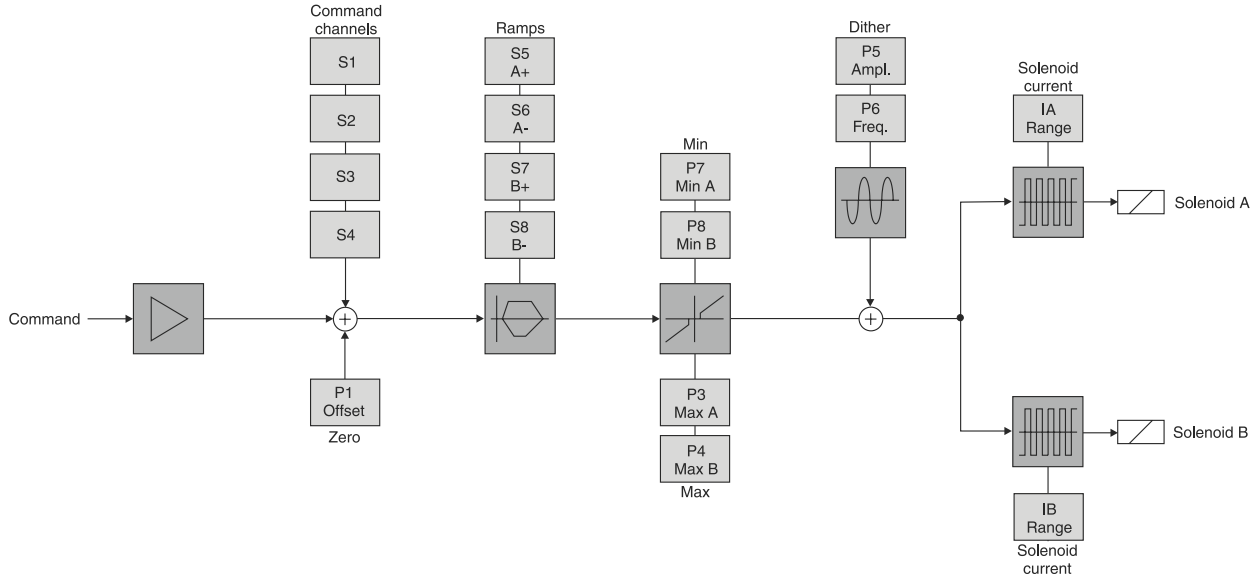 Command
channels
S1
S2
S3
S4
Ramps
S5
A+
S6
A-
S7
B+
S8
B-
Min
P7
Min A
P8
Min B
Dither
P5
Ampl.
P6
Freq.
Solenoid
current
IA
Range
Solenoid A
Command
+
+
P1
Offset
Zero
P3
Max A
P4
Max B
Max
Solenoid B
IB
Range
Solenoid
current